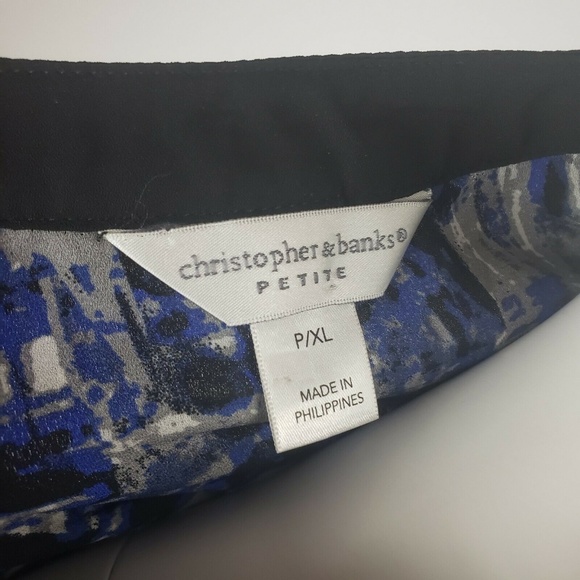 christopher&banks®
PETITE
P/XL
MADE IN
PHILIPPINES